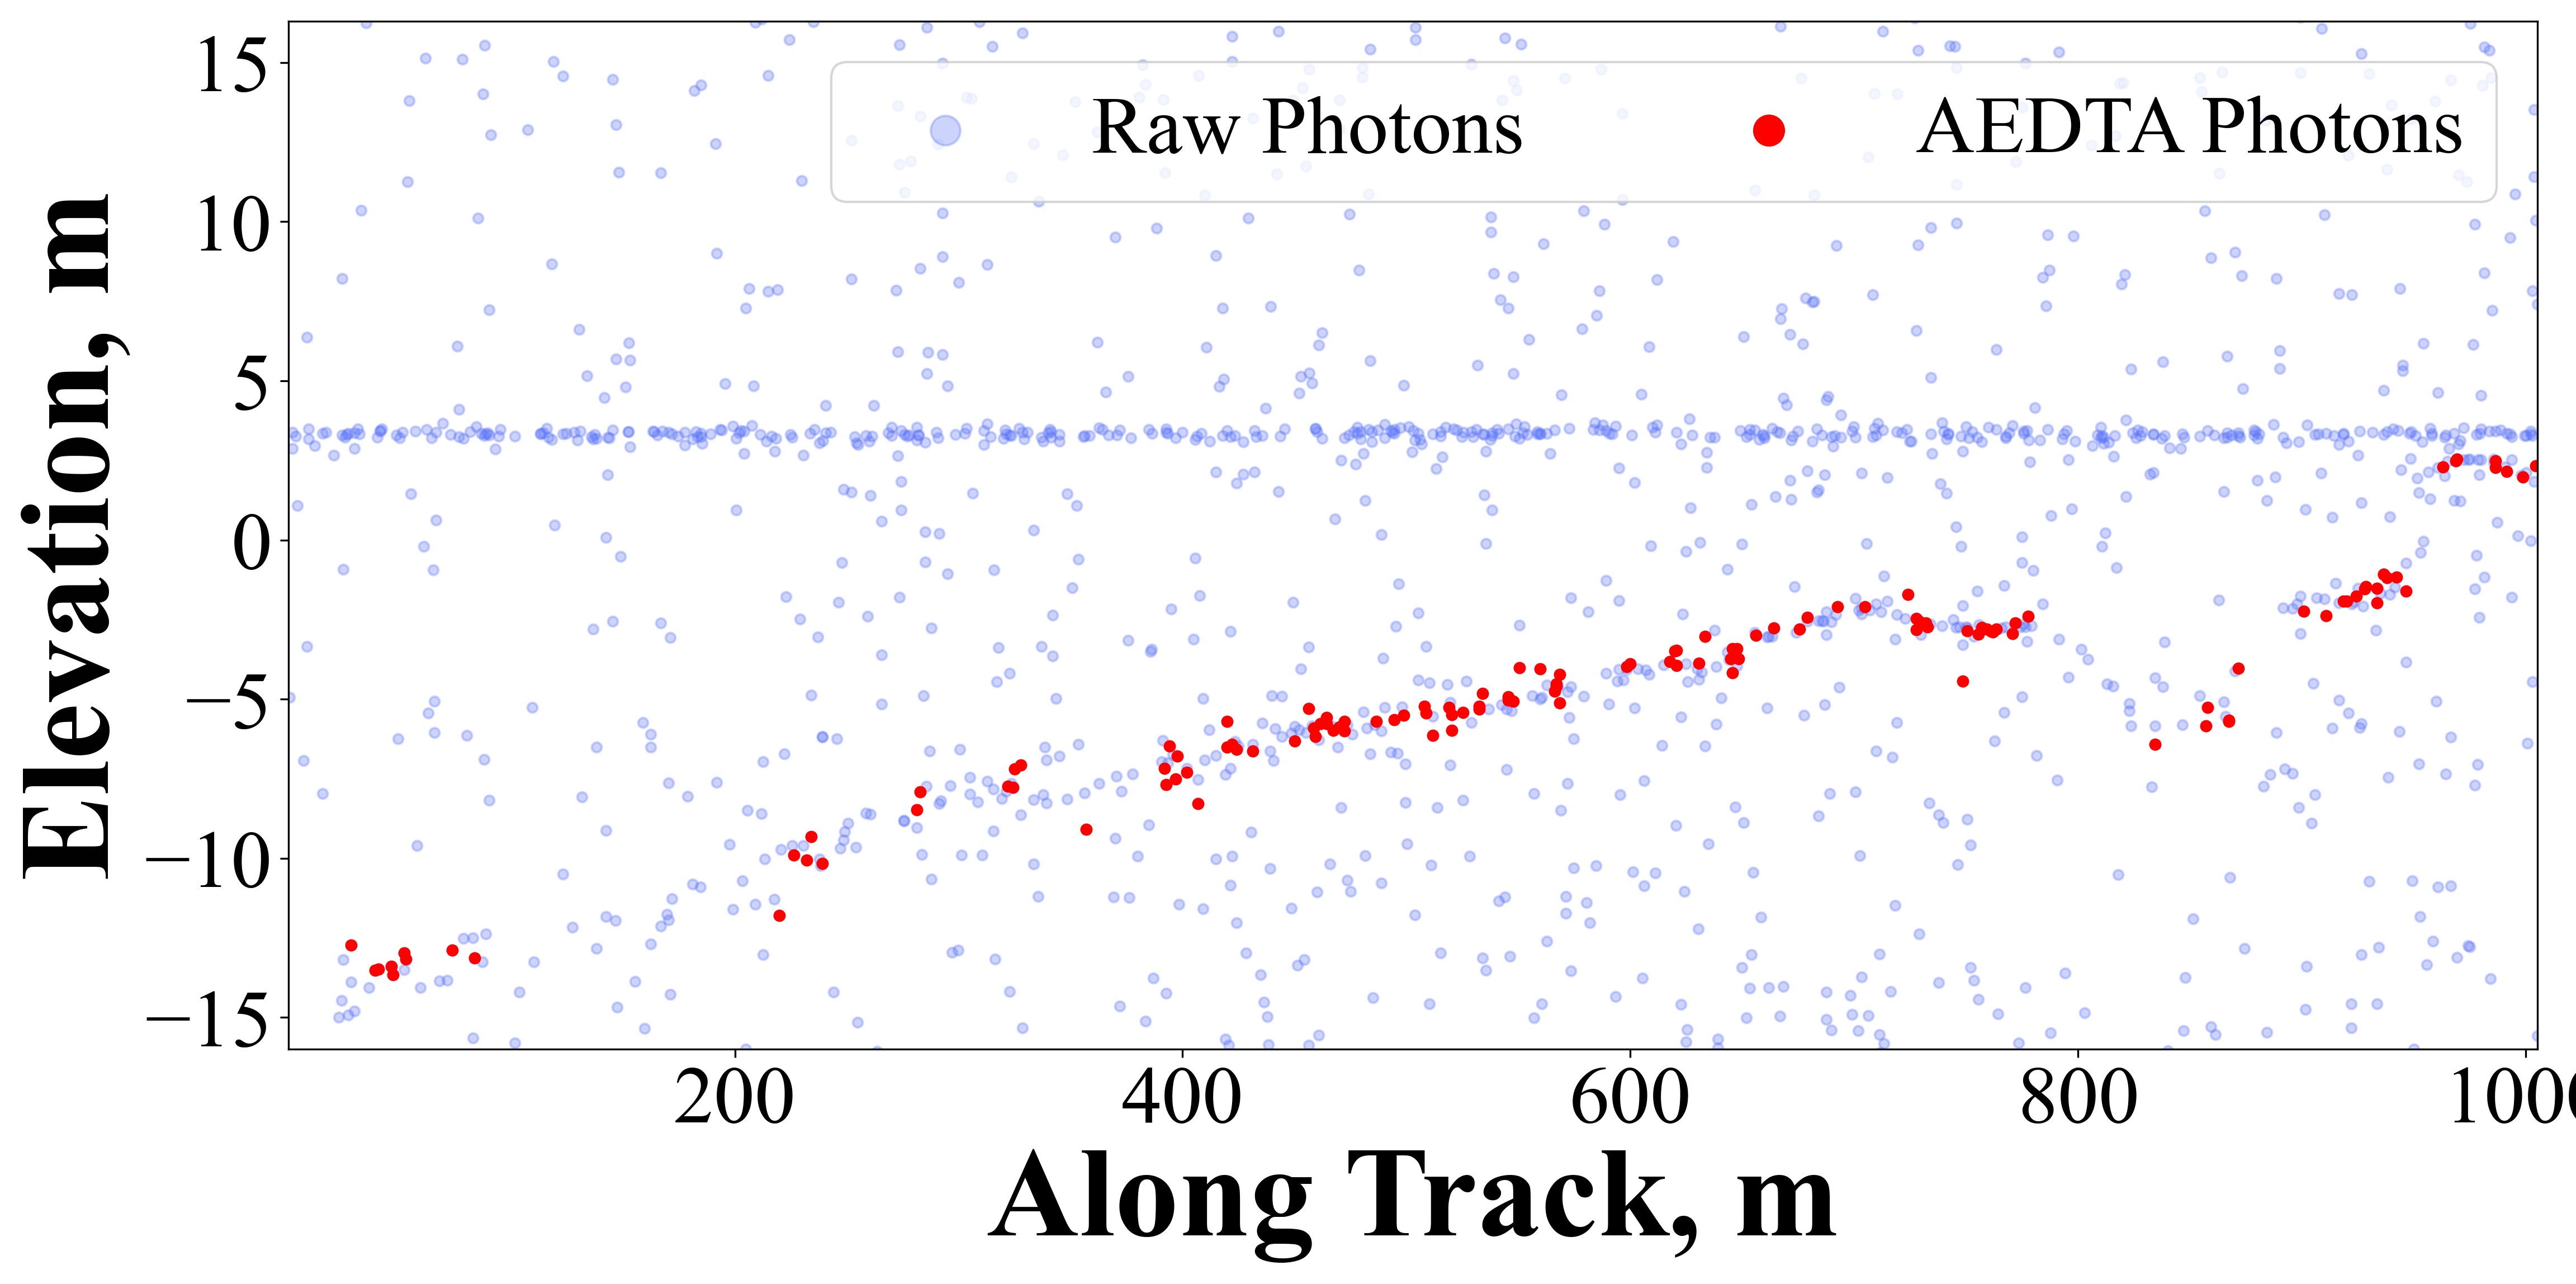 Raw Photons AEDTA Photons
15
10
5
0
−5
−10
−15
200 400 600 800 1000
Elevation, m
Along Track, m